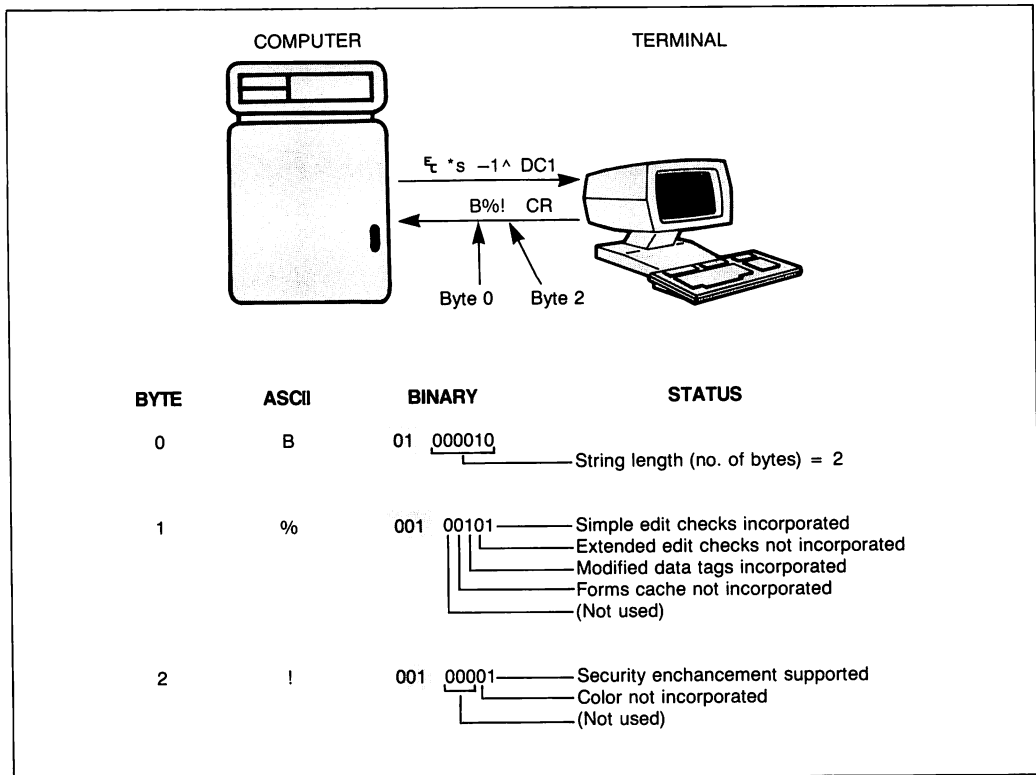 COMPUTER TERMINAL
E
C *s –1^ DC1
B%! CR
Byte 0 Byte 2
BYTE ASCII BINARY STATUS
0 B 01 000010
String length (no. of bytes) = 2
1 % 001 00101 Simple edit checks incorporated
Extended edit checks not incorporated
Modified data tags incorporated
Forms cache not incorporated
(Not used)
2 ! 001 00001 Security enchancement supported
Color not incorporated
(Not used)